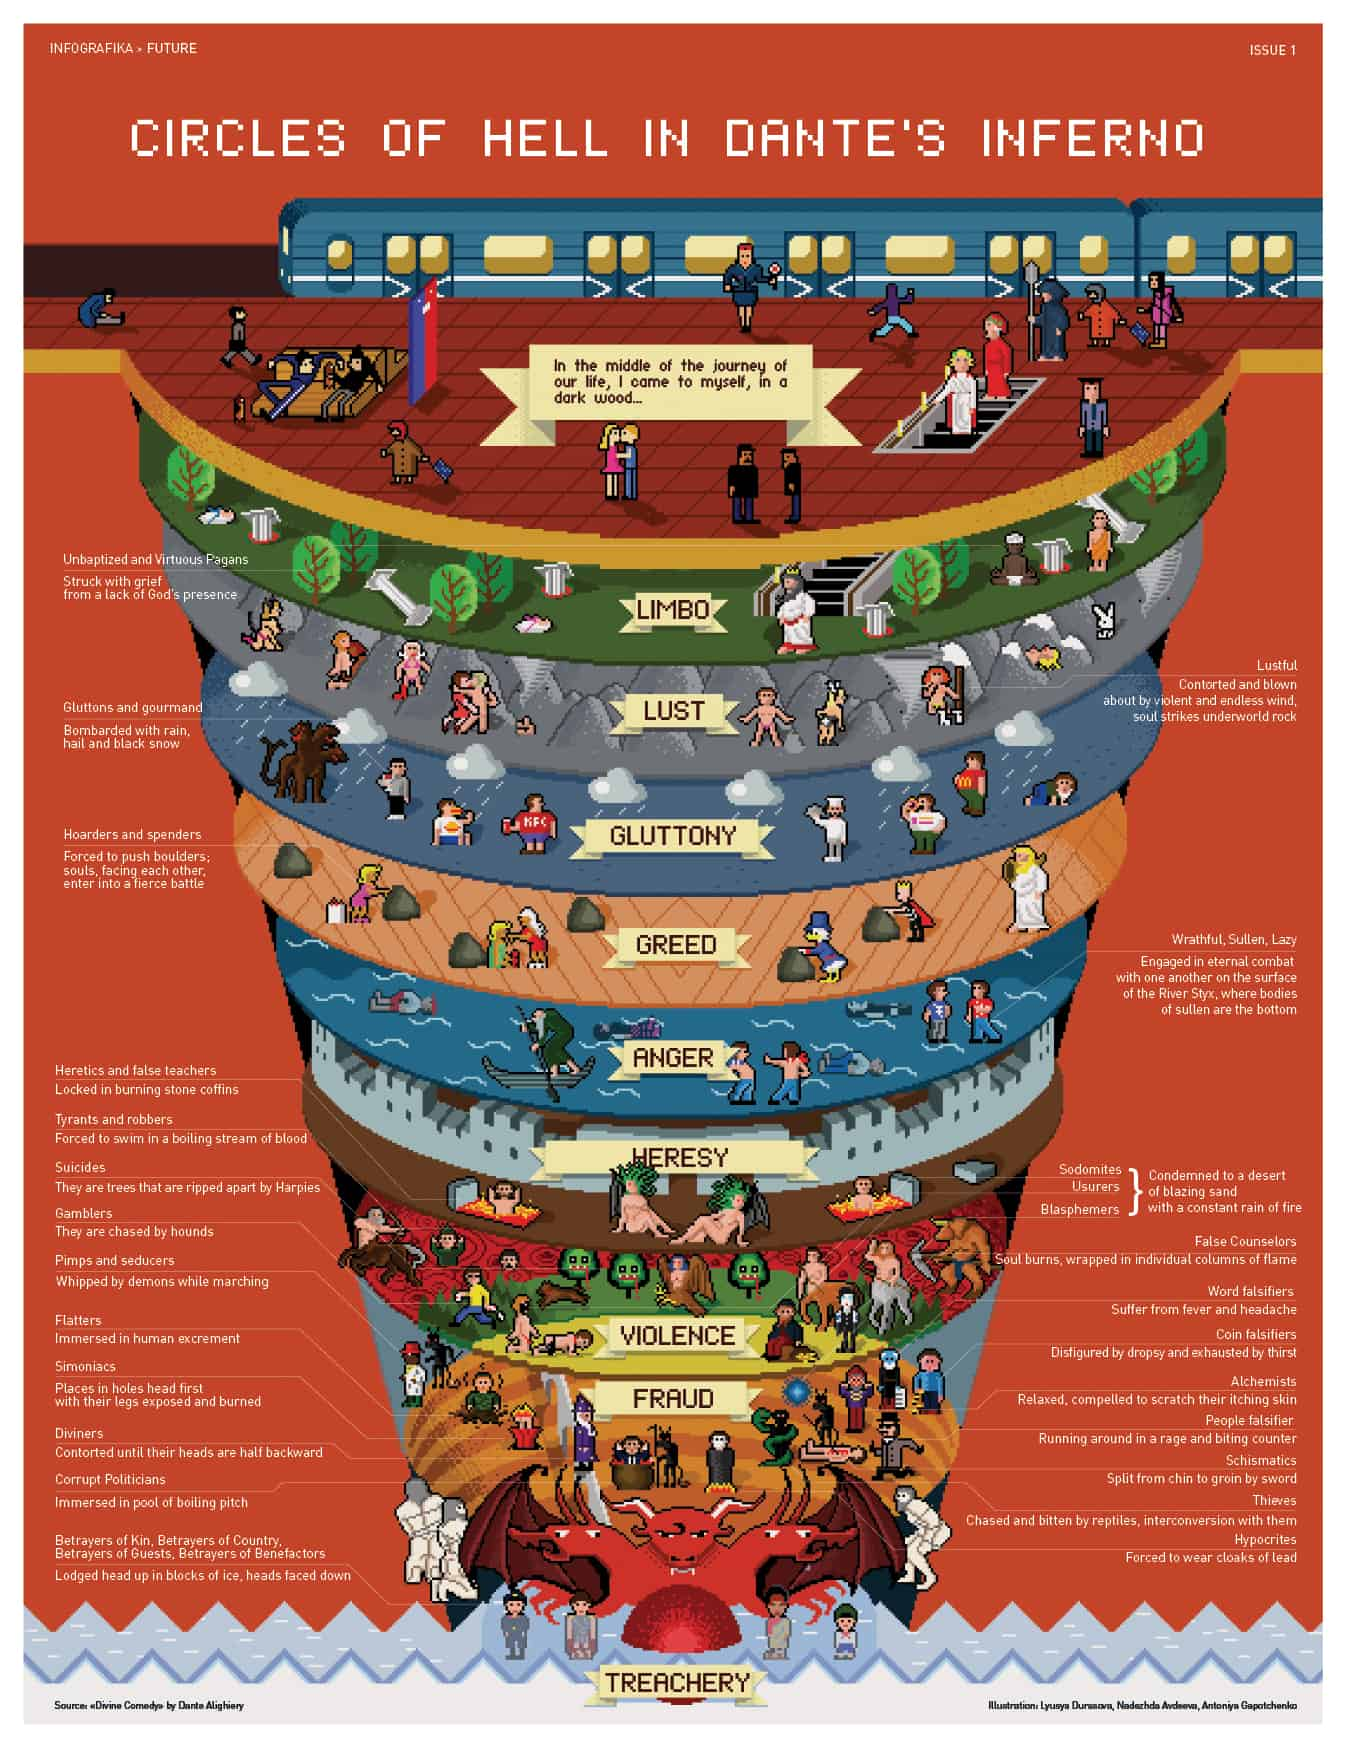 INFOGRAFIKA > FUTURE
ISSUE 1
CIRCLES OF HELL IN DANTE'S INFERNO
In the middle of the journey of
our life, I came to myself, in a
dark wood...
Unbaptized and Virtuous Pagans
Struck with grief
from a lack of God's presence
LIMBO
Lustful
Contorted and blown
about by violent and endless wind,
soul strikes underworld rock
LUST
Gluttons and gourmand
Bombarded with rain,
hail and black snow
KFC
GLUTTONY
Hoarders and spenders
Forced to push boulders;
souls, facing each other,
enter into a fierce battle
GREED
Wrathful, Sullen, Lazy
Engaged in eternal combat
with one another on the surface
of the River Styx, where bodies
of sullen are the bottom
ANGER
Heretics and false teachers
Locked in burning stone coffins
HERESY
Tyrants and robbers
Forced to swim in a boiling stream of blood
Suicides
They are trees that are ripped apart by Harpies
Gamblers
They are chased by hounds
Sodomites
Usurers
Blasphemers
Condemned to a desert
of blazing sand
with a constant rain of fire
VIOLENCE
Pimps and seducers
Whipped by demons while marching
Flatters
Immersed in human excrement
Simoniacs
Places in holes head first
with their legs exposed and burned
Diviners
Contorted until their heads are half backward
Corrupt Politicians
Immersed in pool of boiling pitch
FRAUD
False Counselors
Soul burns, wrapped in individual columns of flame
Word falsifiers
Suffer from fever and headache
Coin falsifiers
Disfigured by dropsy and exhausted by thirst
Alchemists
Relaxed, compelled to scratch their itching skin
People falsifier
Running around in a rage and biting counter
Schismatics
Split from chin to groin by sword
Thieves
Chased and bitten by reptiles, interconversion with them
Hypocrites
Forced to wear cloaks of lead
Betrayers of Kin, Betrayers of Country,
Betrayers of Guests, Betrayers of Benefactors
Lodged head up in blocks of ice, heads faced down
TREACHERY
Source: «Divine Comedy» by Dante Alighiery
Illustration: Lyusya Durasova, Nadezhda Avdeeva, Antoniya Gapotchenko